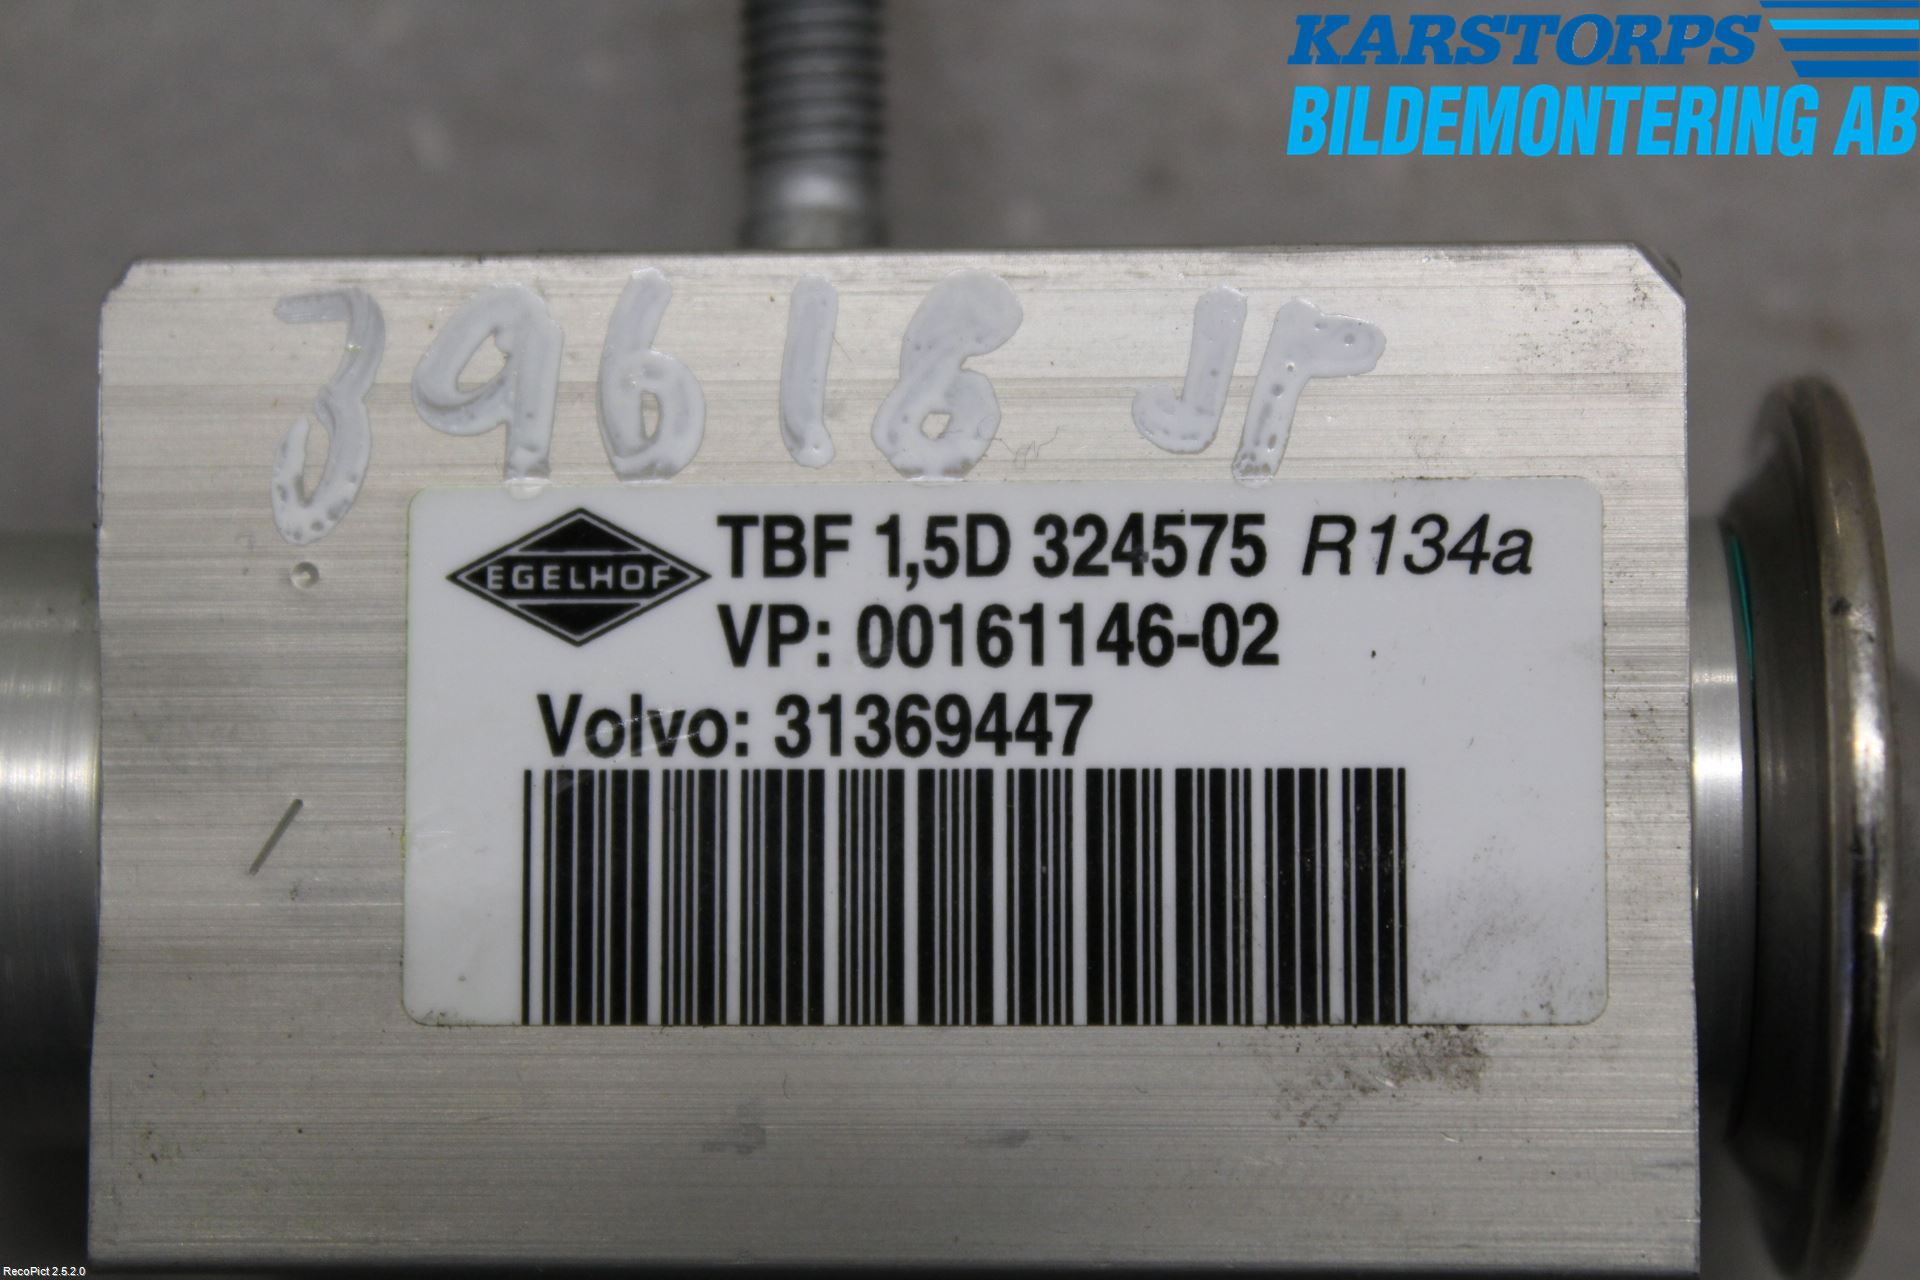 KARSTORPS
BILDEMONTERING AB
39618 JR
EGELHOF
TBF 1,5D 324575 R134a
VP: 00161146-02
Volvo: 31369447
RecoPict 2.5.2.0